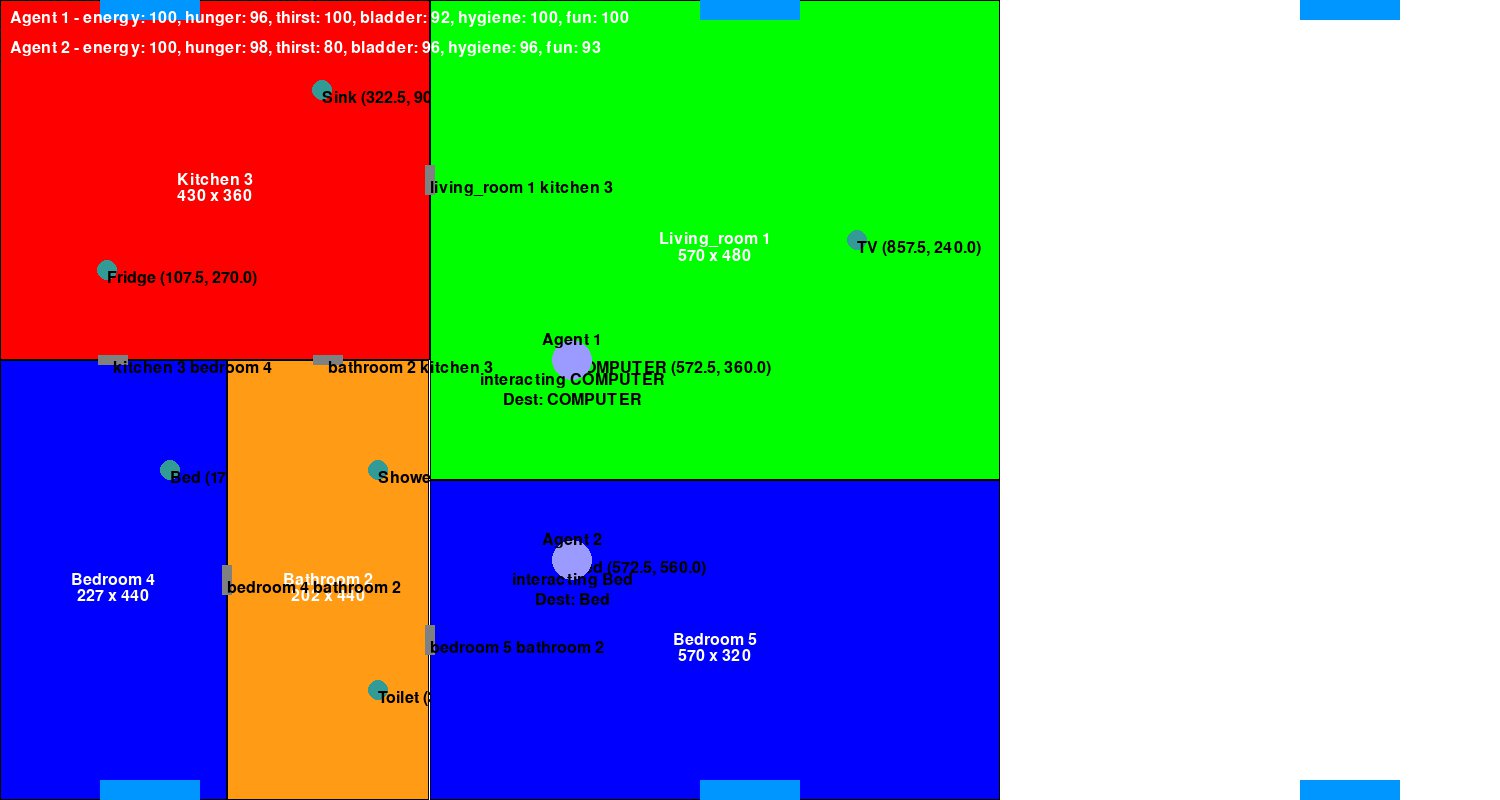 Agent 1 - energy: 100, hunger: 96, thirst: 100, bladder: 92, hygiene: 100, fun: 100
Agent 2 - energy: 100, hunger: 98, thirst: 80, bladder: 96, hygiene: 96, fun: 93
Sink (322.5, 90
Kitchen 3
430 x 360
living_room 1 kitchen 3
Living_room 1
570 x 480
TV (857.5, 240.0)
Fridge (107.5, 270.0)
Agent 1
OMPUTER (572.5, 360.0)
interacting COMPUTER
Dest: COMPUTER
kitchen 3 bedroom 4
bathroom 2 kitchen 3
Bed (17
Showe
Agent 2
ed (572.5, 560.0)
interacting Bed
Dest: Bed
Bedroom 4
227 x 440
Bathroom 2
202 x 440
bedroom 4 bathroom 2
Bedroom 5
570 x 320
bedroom 5 bathroom 2
Toilet (